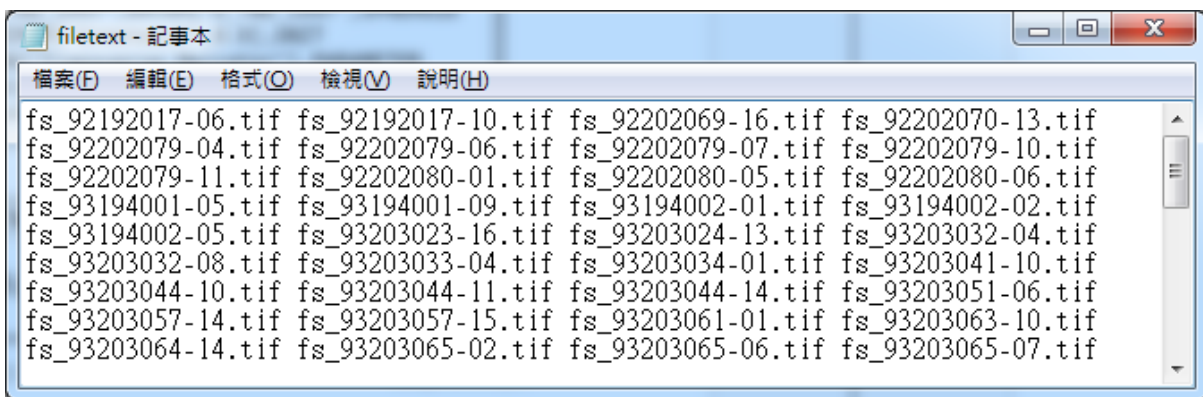 filetext - 記事本
檔案(F) 編輯(E) 格式(O) 檢視(V) 說明(H)
fs_92192017-06.tif fs_92192017-10.tif fs_92202069-16.tif fs_92202070-13.tif
fs_92202079-04.tif fs_92202079-06.tif fs_92202079-07.tif fs_92202079-10.tif
fs_92202079-11.tif fs_92202080-01.tif fs_92202080-05.tif fs_92202080-06.tif
fs_93194001-05.tif fs_93194001-09.tif fs_93194002-01.tif fs_93194002-02.tif
fs_93194002-05.tif fs_93203023-16.tif fs_93203024-13.tif fs_93203032-04.tif
fs_93203032-08.tif fs_93203033-04.tif fs_93203034-01.tif fs_93203041-10.tif
fs_93203044-10.tif fs_93203044-11.tif fs_93203044-14.tif fs_93203051-06.tif
fs_93203057-14.tif fs_93203057-15.tif fs_93203061-01.tif fs_93203063-10.tif
fs_93203064-14.tif fs_93203065-02.tif fs_93203065-06.tif fs_93203065-07.tif